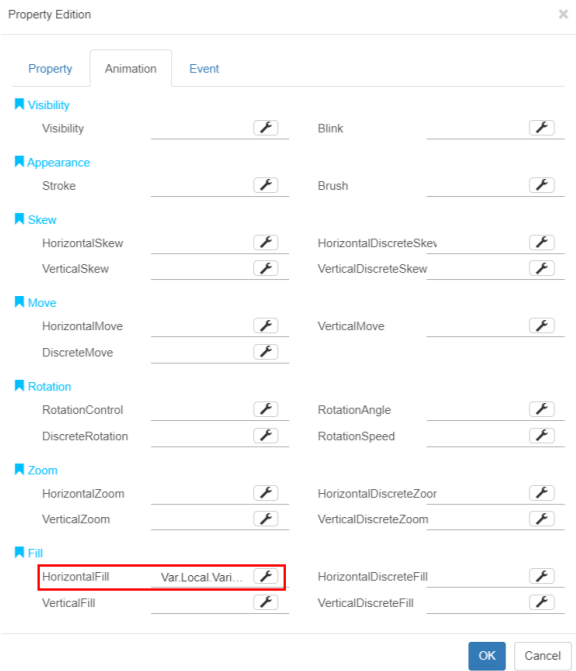 Property Edition ×
Property Animation Event
Visibility
Visibility Blink
Appearance
Stroke Brush
Skew
HorizontalSkew HorizontalDiscreteSkew
VerticalSkew VerticalDiscreteSkew
Move
HorizontalMove VerticalMove
DiscreteMove
Rotation
RotationControl RotationAngle
DiscreteRotation RotationSpeed
Zoom
HorizontalZoom HorizontalDiscreteZoor
VerticalZoom VerticalDiscreteZoom
Fill
HorizontalFill Var.Local.Vari... HorizontalDiscreteFill
VerticalFill VerticalDiscreteFill
OK Cancel